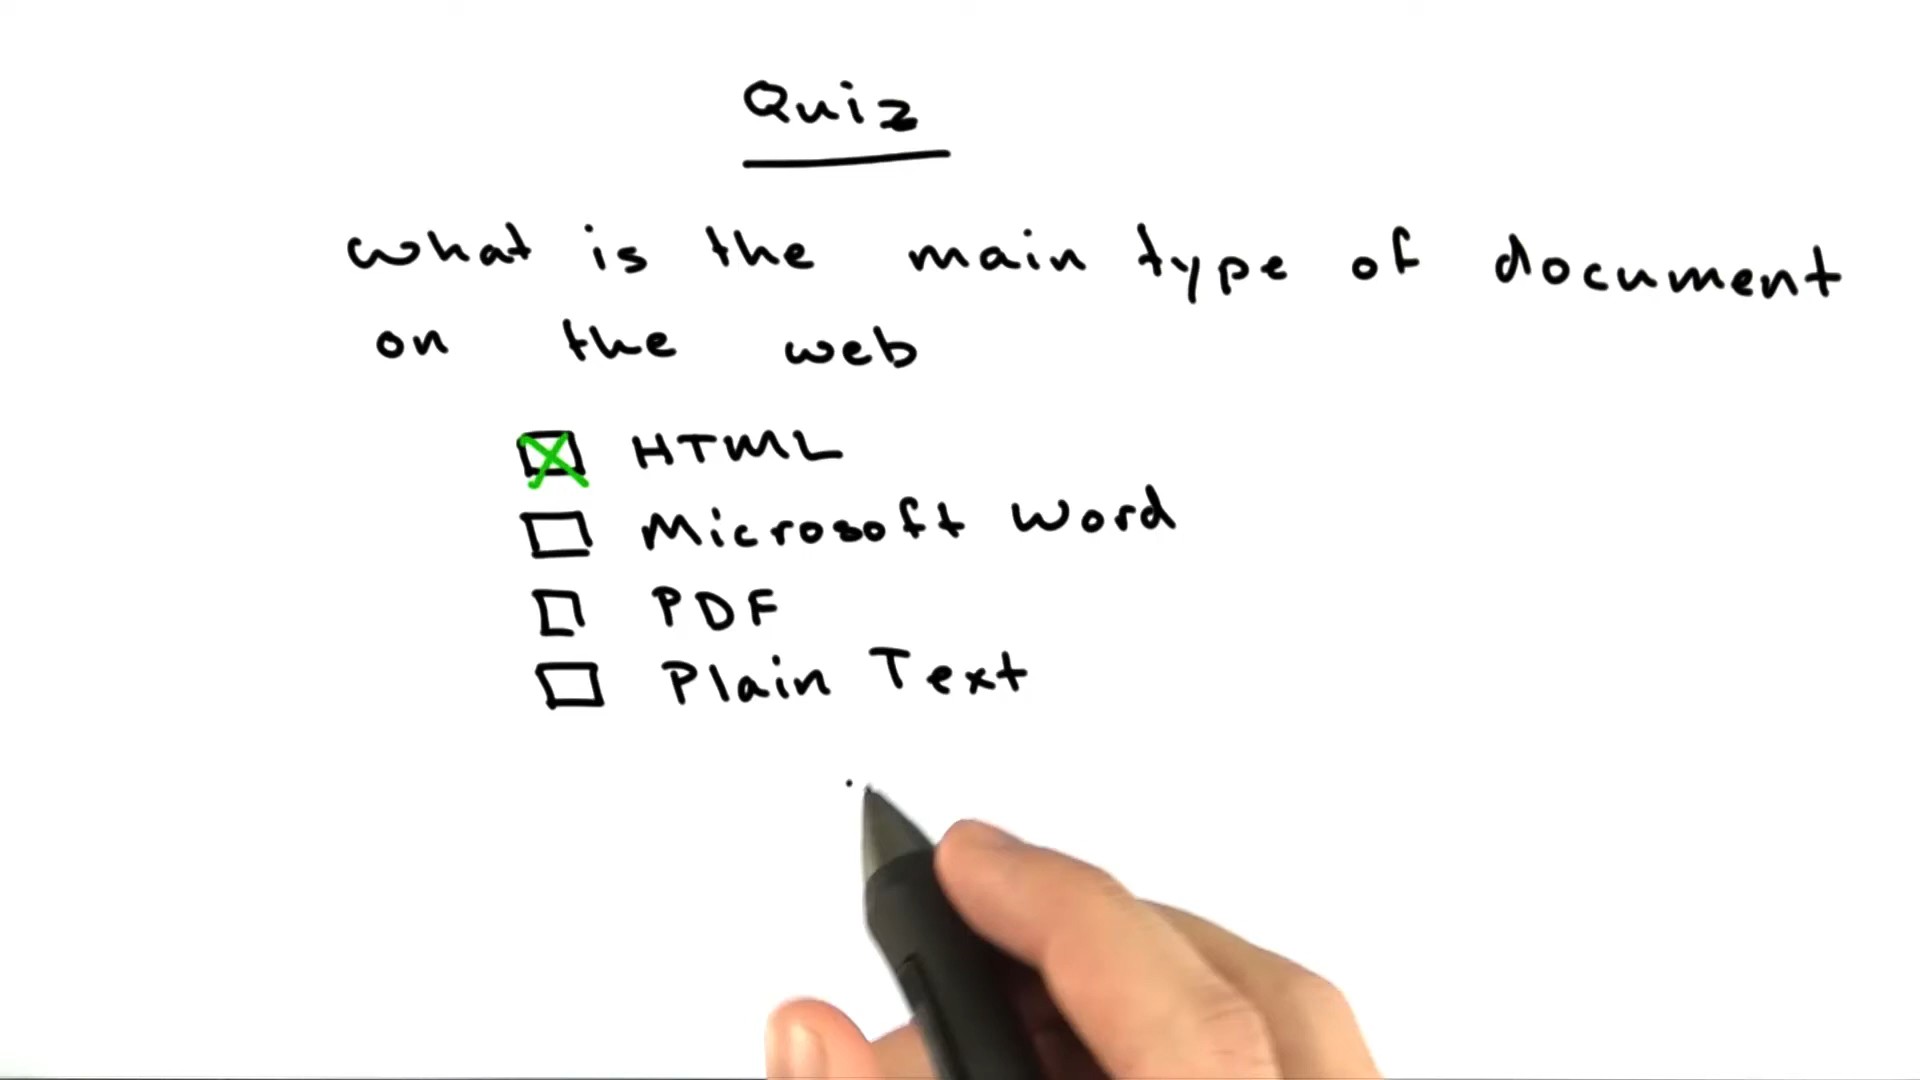 Quiz
What is the main type of document
on the web
HTML
Microsoft Word
PDF
Plain Text